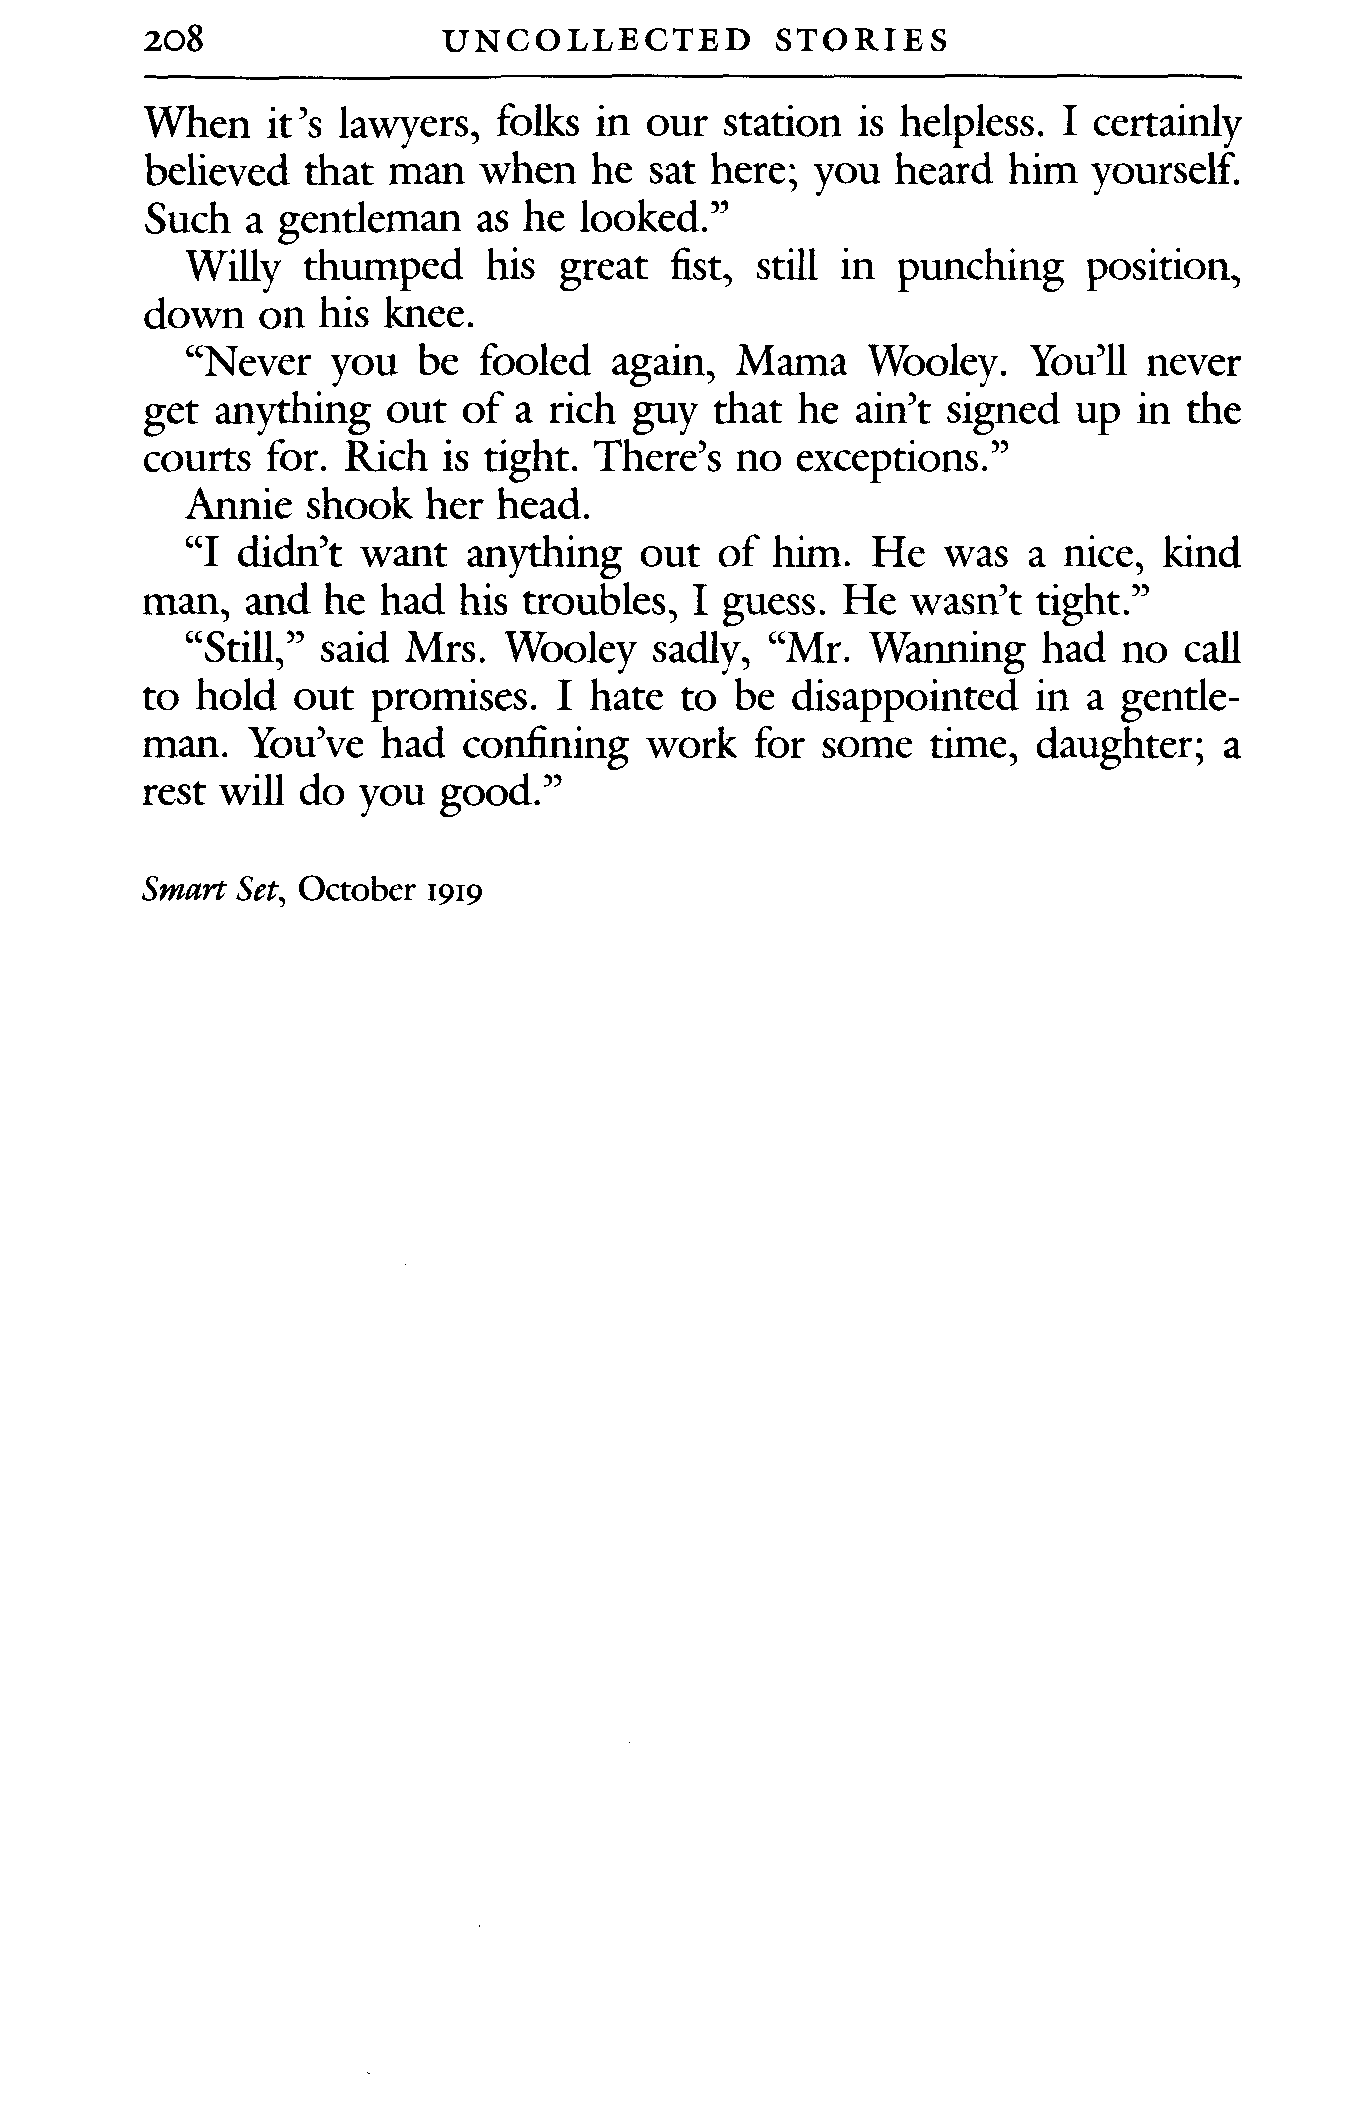 208 UNCOLLECTED STORIES
When it's lawyers, folks in our station is helpless. I certainly
believed that man when he sat here; you heard him yourself.
Such a gentleman as he looked.”
Willy thumped his great fist, still in punching position,
down on his knee.
“Never you be fooled again, Mama Wooley. You’ll never
get anything out of a rich guy that he ain’t signed up in the
courts for. Rich is tight. There’s no exceptions.”
Annie shook her head.
“I didn’t want anything out of him. He was a nice, kind
man, and he had his troubles, I guess. He wasn’t tight.”
“Still,” said Mrs. Wooley sadly, “Mr. Wanning had no call
to hold out promises. I hate to be disappointed in a gentle-
man. You’ve had confining work for some time, daughter; a
rest will do you good.”
Smart Set, October 1919